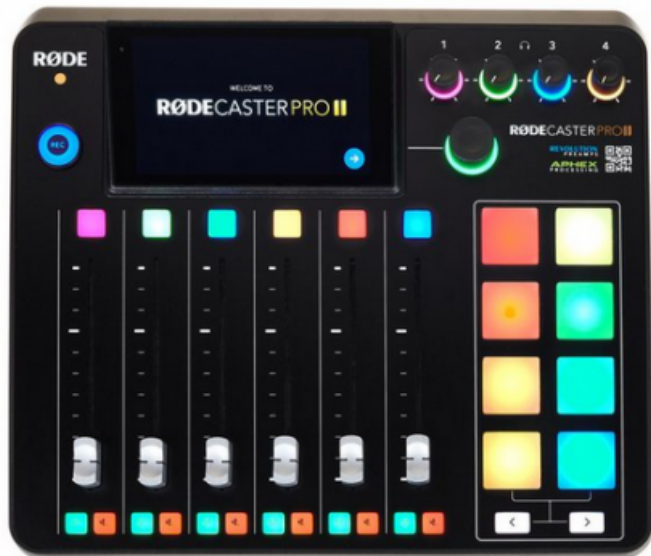 RØDE
REC
WELCOME TO
RØDECASTER PRO II
1 2 3 4
RØDECASTER PRO II
REVOLUTION
PREAMPS
APHEX
PROCESSING